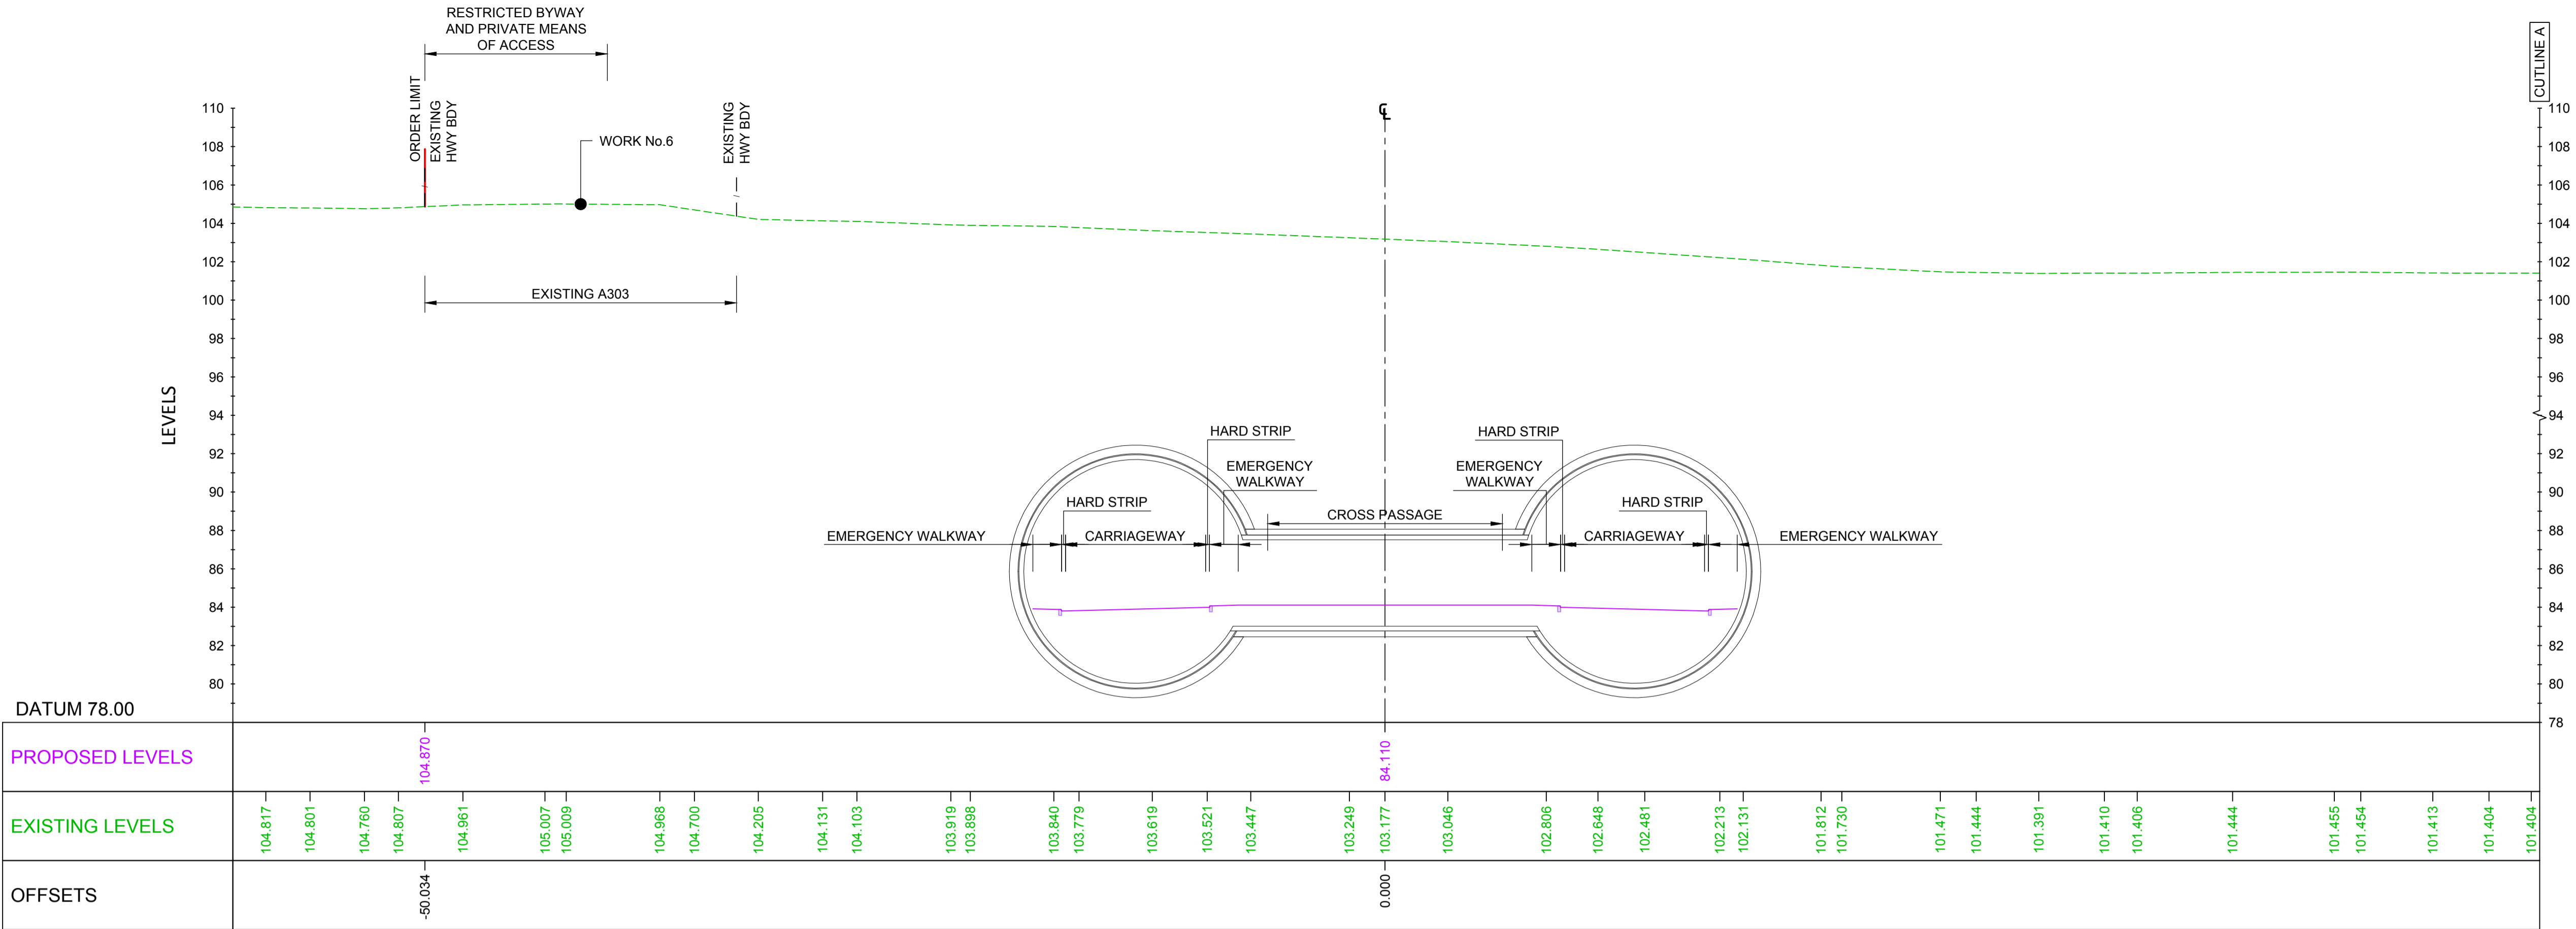 RESTRICTED BYWAY
AND PRIVATE MEANS
OF ACCESS
CUTLINE A
ORDER LIMIT
EXISTING
HWY BDY
EXISTING
HWY BDY
WORK No.6
EXISTING A303
LEVELS
110
108
106
104
102
100
98
96
94
92
90
88
86
84
82
80
110
108
106
104
102
100
98
96
94
92
90
88
86
84
82
80
78
HARD STRIP
HARD STRIP
EMERGENCY
WALKWAY
EMERGENCY
WALKWAY
HARD STRIP
HARD STRIP
CROSS PASSAGE
EMERGENCY WALKWAY
CARRIAGEWAY
CARRIAGEWAY
EMERGENCY WALKWAY
DATUM 78.00
PROPOSED LEVELS
104.870
84.110
EXISTING LEVELS
104.817
104.801
104.760
104.807
104.961
105.007
105.009
104.968
104.700
104.205
104.131
104.103
103.919
103.898
103.840
103.779
103.619
103.521
103.447
103.249
103.177
103.046
102.806
102.648
102.481
102.213
102.131
101.812
101.730
101.471
101.444
101.391
101.410
101.406
101.444
101.455
101.454
101.413
101.404
101.404
OFFSETS
-50.034
0.000